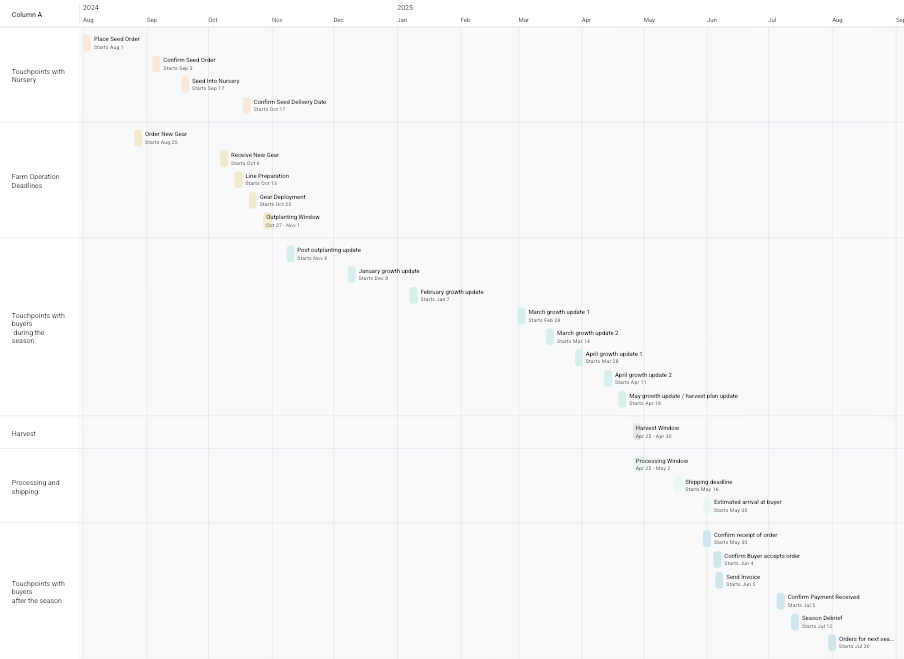 2024
2025
Column A
Aug
Sep
Oct
Nov
Dec
Jan
Feb
Mar
Apr
May
Jun
Jul
Aug
Sep
Touchpoints with
Nursery
Place Seed Order
Starts Aug 1
Confirm Seed Order
Starts Sep 3
Seed Into Nursery
Starts Sep 17
Confirm Seed Delivery Date
Starts Oct 17
Farm Operation
Deadlines
Order New Gear
Starts Aug 25
Receive New Gear
Starts Oct 6
Line Preparation
Starts Oct 13
Gear Deployment
Starts Oct 20
Outplanting Window
Oct 27 - Nov 1
Touchpoints with
buyers
during the
season
Post outplanting update
Starts Nov 8
January growth update
Starts Dec 8
February growth update
Starts Jan 7
March growth update 1
Starts Feb 28
March growth update 2
Starts Mar 14
April growth update 1
Starts Mar 28
April growth update 2
Starts Apr 11
May growth update / harvest plan update
Starts Apr 18
Harvest
Harvest Window
Apr 25 - Apr 30
Processing and
shipping
Processing Window
Apr 25 - May 2
Shipping deadline
Starts May 16
Estimated arrival at buyer
Starts May 30
Touchpoints with
buyers
after the season
Confirm receipt of order
Starts May 30
Confirm Buyer accepts order
Starts Jun 4
Send Invoice
Starts Jun 5
Confirm Payment Received
Starts Jul 5
Season Debrief
Starts Jul 12
Orders for next sea...
Starts Jul 30